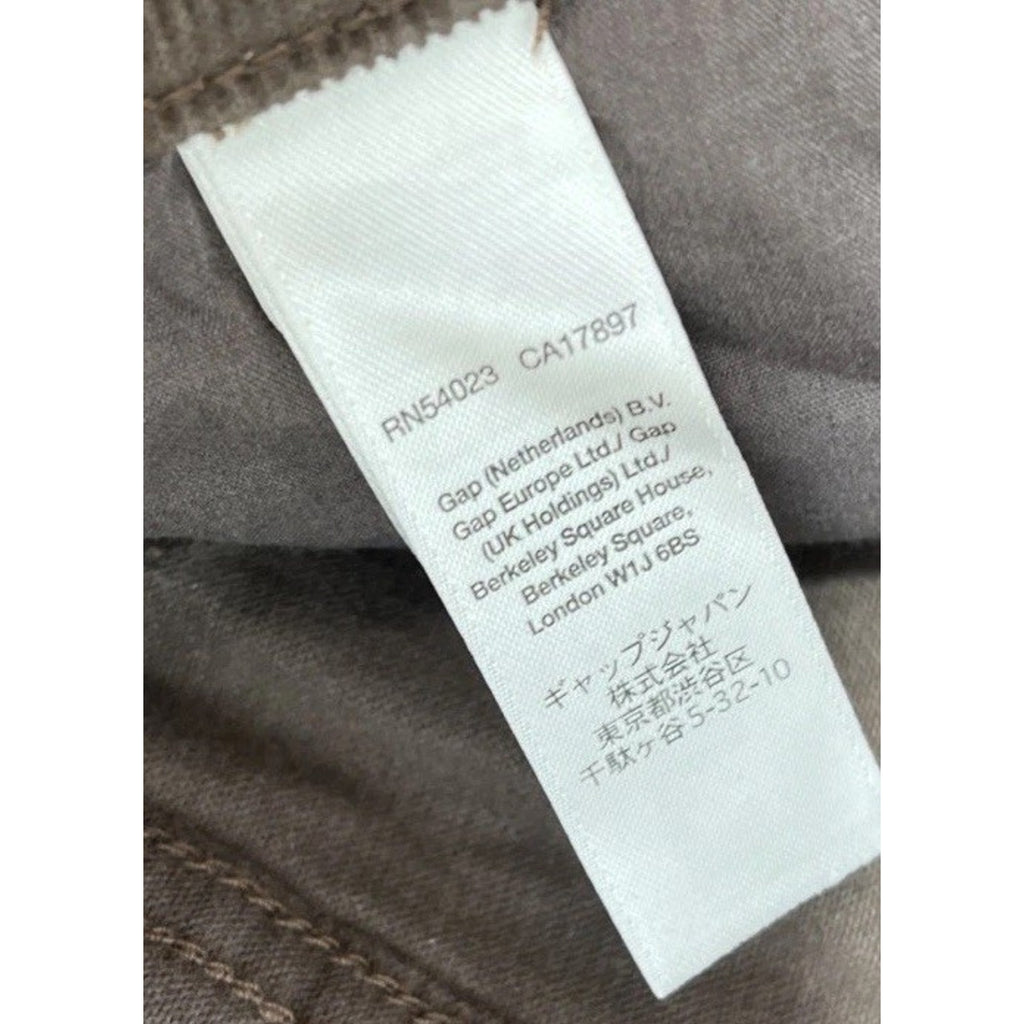 RN54023 CA17897
Gap (Netherlands) B.V.
Gap Europe Ltd./ Gap
(UK Holdings) Ltd./
Berkeley Square House,
Berkeley Square,
London W1J 6BS
ギャップジャパン
株式会社
東京都渋谷区
千駄ヶ谷5-32-10